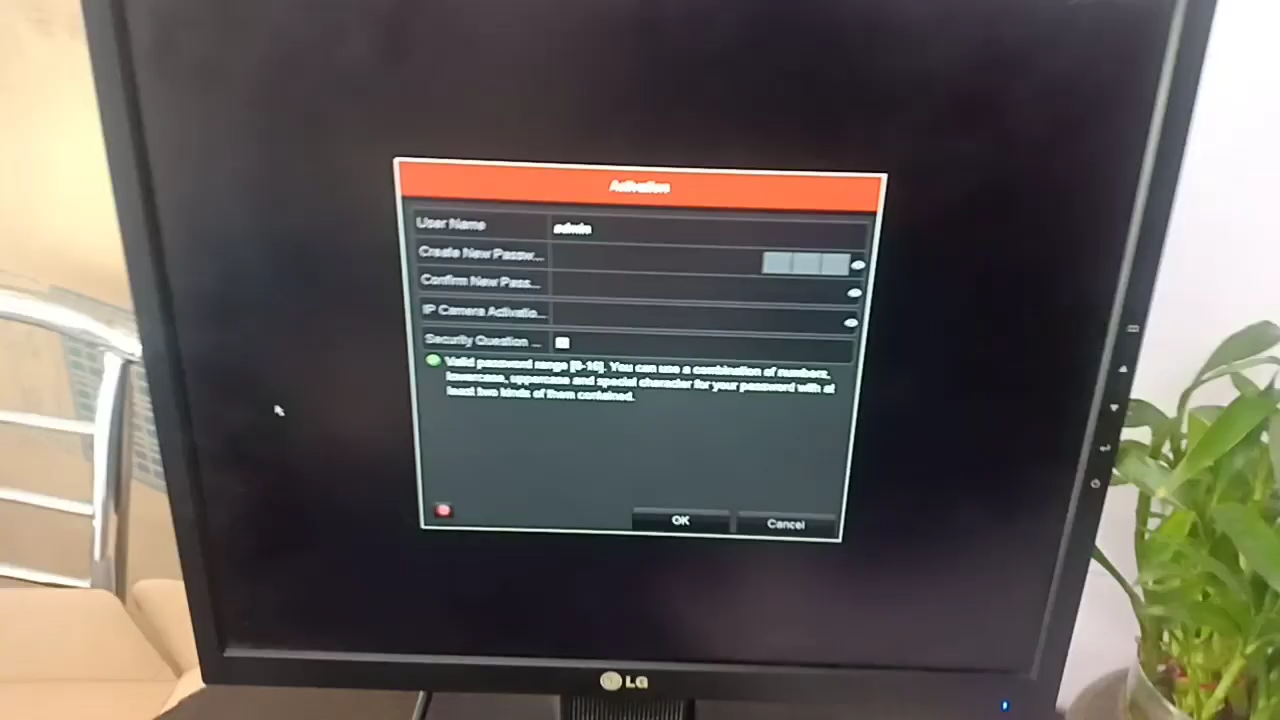 Activation
User Name
admin
Create New Passw...
Confirm New Pass...
IP Camera Activatio...
Security Question ...
Valid password range [8-16]. You can use a combination of numbers,
lowercase, uppercase and special character for your password with at
least two kinds of them contained.
OK
Cancel
LG